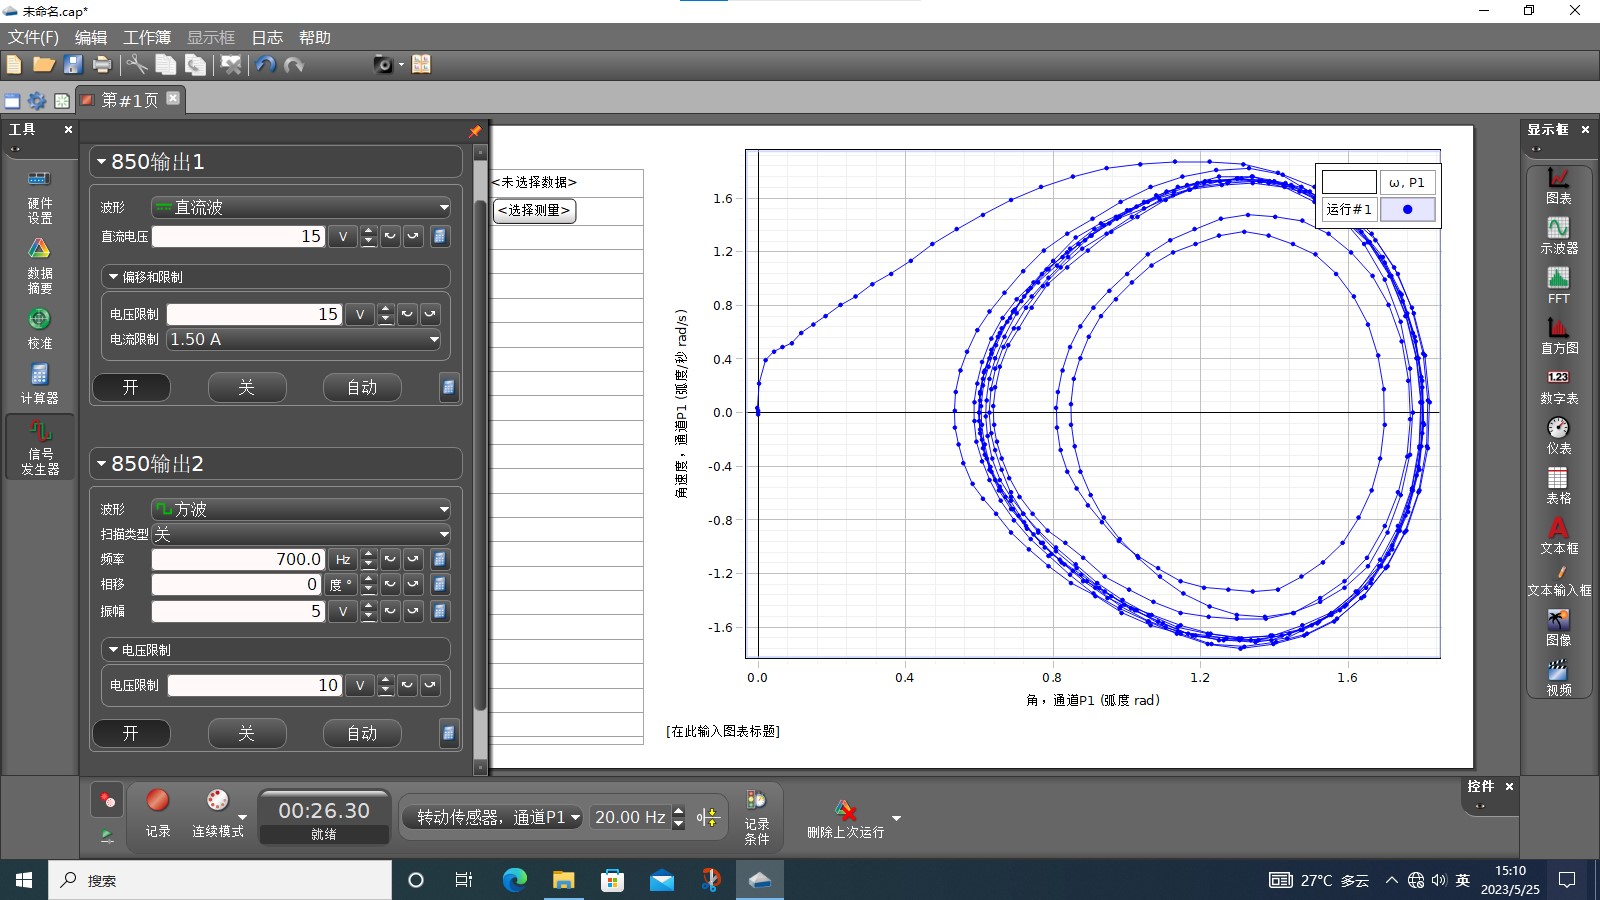 未命名.cap*
文件(F) 编辑 工作簿 显示框 日志 帮助
第#1页
工具
硬件
设置
数据
摘要
校准
计算器
信号
发生器
850输出1
波形 直流波
直流电压 15 V
偏移和限制
电压限制 15 V
电流限制 1.50 A
开 关 自动
850输出2
波形 方波
扫描类型 关
频率 700.0 Hz
相移 0 度 °
振幅 5 V
电压限制
电压限制 10 V
开 关 自动
<未选择数据>
<选择测量>
角速度，通道P1 (弧度/秒 rad/s)
1.6
1.2
0.8
0.4
0.0
-0.4
-0.8
-1.2
-1.6
0.0 0.4 0.8 1.2 1.6
角，通道P1 (弧度 rad)
ω, P1
运行#1
[在此输入图表标题]
显示框
图表
示波器
FFT
直方图
1.23
数字表
仪表
表格
A
文本框
文本输入框
图像
视频
记录
连续模式
00:26.30
就绪
转动传感器，通道P1
20.00 Hz
记录
条件
删除上次运行
控件
搜索
27°C 多云
英
15:10
2023/5/25